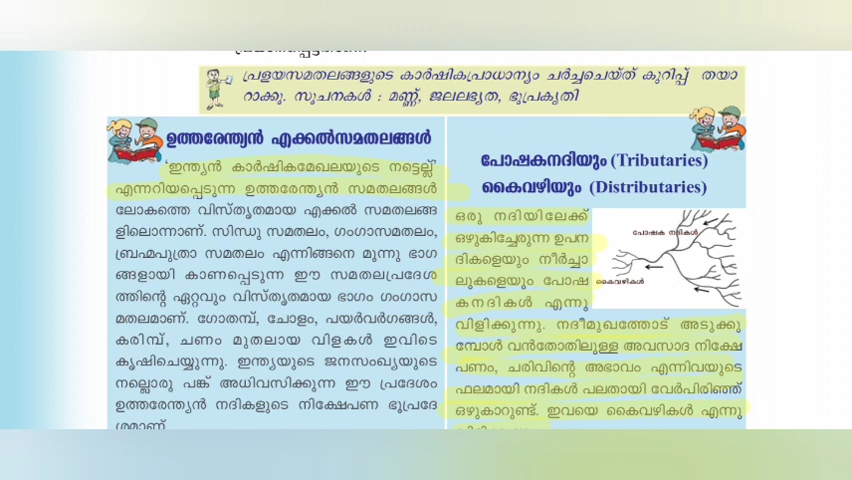 പ്രളയസമതലങ്ങളുടെ കാർഷികപ്രാധാന്യം ചർച്ചചെയ്ത് കുറിപ്പ് തയാ
റാക്കൂ. സൂചനകൾ : മണ്ണ്, ജലലഭ്യത, ഭൂപ്രകൃതി
ഉത്തരേന്ത്യൻ എക്കൽസമതലങ്ങൾ
'ഇന്ത്യൻ കാർഷികമേഖലയുടെ നട്ടെല്ല്'
എന്നറിയപ്പെടുന്ന ഉത്തരേന്ത്യൻ സമതലങ്ങൾ
ലോകത്തെ വിസ്തൃതമായ എക്കൽ സമതലങ്ങ
ളിലൊന്നാണ്. സിന്ധു സമതലം, ഗംഗാസമതലം,
ബ്രഹ്മപുത്രാ സമതലം എന്നിങ്ങനെ മൂന്നു ഭാഗ
ങ്ങളായി കാണപ്പെടുന്ന ഈ സമതലപ്രദേശ
ത്തിന്റെ ഏറ്റവും വിസ്തൃതമായ ഭാഗം ഗംഗാസ
മതലമാണ്. ഗോതമ്പ്, ചോളം, പയർവർഗങ്ങൾ,
കരിമ്പ്, ചണം മുതലായ വിളകൾ ഇവിടെ
കൃഷിചെയ്യുന്നു. ഇന്ത്യയുടെ ജനസംഖ്യയുടെ
നല്ലൊരു പങ്ക് അധിവസിക്കുന്ന ഈ പ്രദേശം
ഉത്തരേന്ത്യൻ നദികളുടെ നിക്ഷേപണ ഭൂപ്രദേ
ശമാണ്.
പോഷകനദിയും (Tributaries)
കൈവഴിയും (Distributaries)
ഒരു നദിയിലേക്ക്
ഒഴുകിച്ചേരുന്ന ഉപന
ദികളെയും നീർച്ചാ
ലുകളെയും പോഷ
കനദികൾ എന്നു
പോഷക നദികൾ
കൈവഴികൾ
വിളിക്കുന്നു. നദീമുഖത്തോട് അടുക്കു
മ്പോൾ വൻതോതിലുള്ള അവസാദ നിക്ഷേ
പണം, ചരിവിന്റെ അഭാവം എന്നിവയുടെ
ഫലമായി നദികൾ പലതായി വേർപിരിഞ്ഞ്
ഒഴുകാറുണ്ട്. ഇവയെ കൈവഴികൾ എന്നു